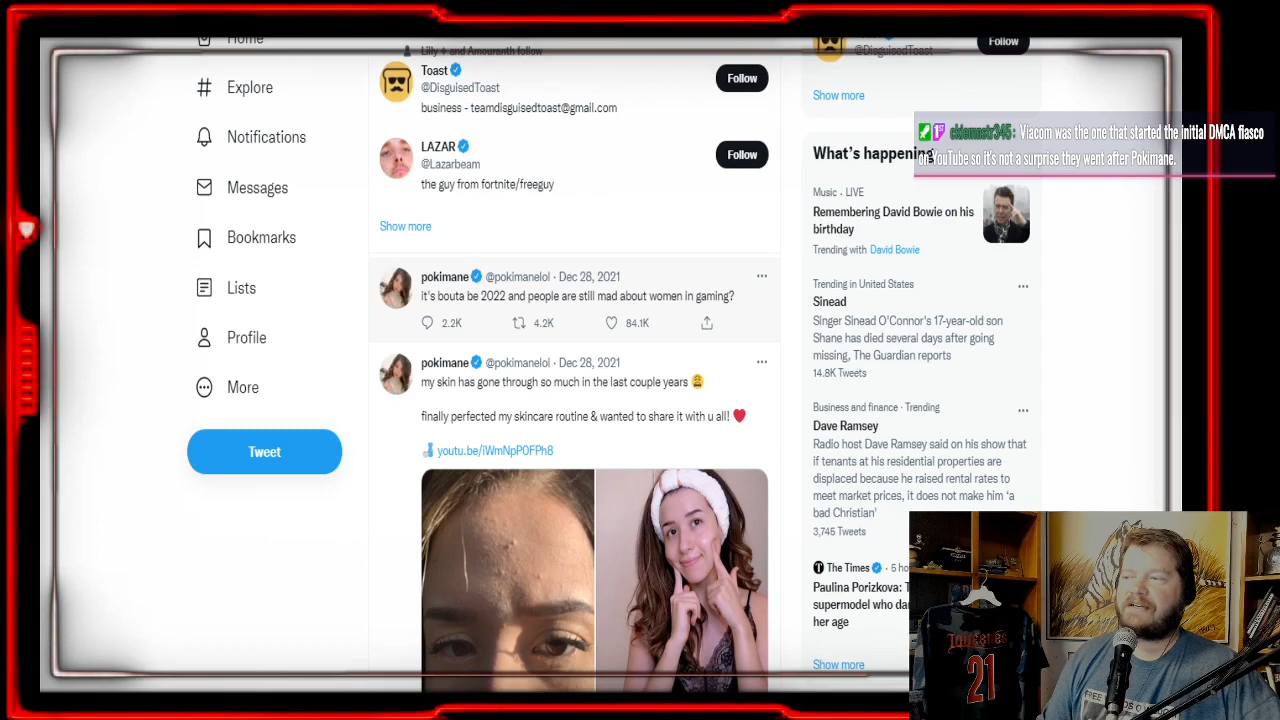 Home
Explore
Notifications
Messages
Bookmarks
Lists
Profile
More
Tweet
Lilly + and Amouranth follow
Toast
@DisguisedToast
business - teamdisguisedtoast@gmail.com
Follow
LAZAR
@Lazarbeam
the guy from fortnite/freeguy
Follow
Show more
pokimane @pokimanelol · Dec 28, 2021
it's bouta be 2022 and people are still mad about women in gaming?
2.2K 4.2K 84.1K
pokimane @pokimanelol · Dec 28, 2021
my skin has gone through so much in the last couple years 😩
finally perfected my skincare routine & wanted to share it with u all! ❤️
youtu.be/iWmNpP0FPh8
@DisguisedToast
Follow
Show more
cklemastr345: Viacom was the one that started the initial DMCA fiasco
on YouTube so it's not a surprise they went after Pokimane.
What's happening
Music · LIVE
Remembering David Bowie on his
birthday
Trending with David Bowie
Trending in United States
Sinead
Singer Sinead O'Connor's 17-year-old son
Shane has died several days after going
missing, The Guardian reports
14.8K Tweets
Business and finance · Trending
Dave Ramsey
Radio host Dave Ramsey said on his show that
if tenants at his residential properties are
displaced because he raised rental rates to
meet market prices, it does not make him 'a
bad Christian'
3,745 Tweets
The Times · 5 ho
Paulina Porizkova: T
supermodel who da
her age
Show more
21
FREE